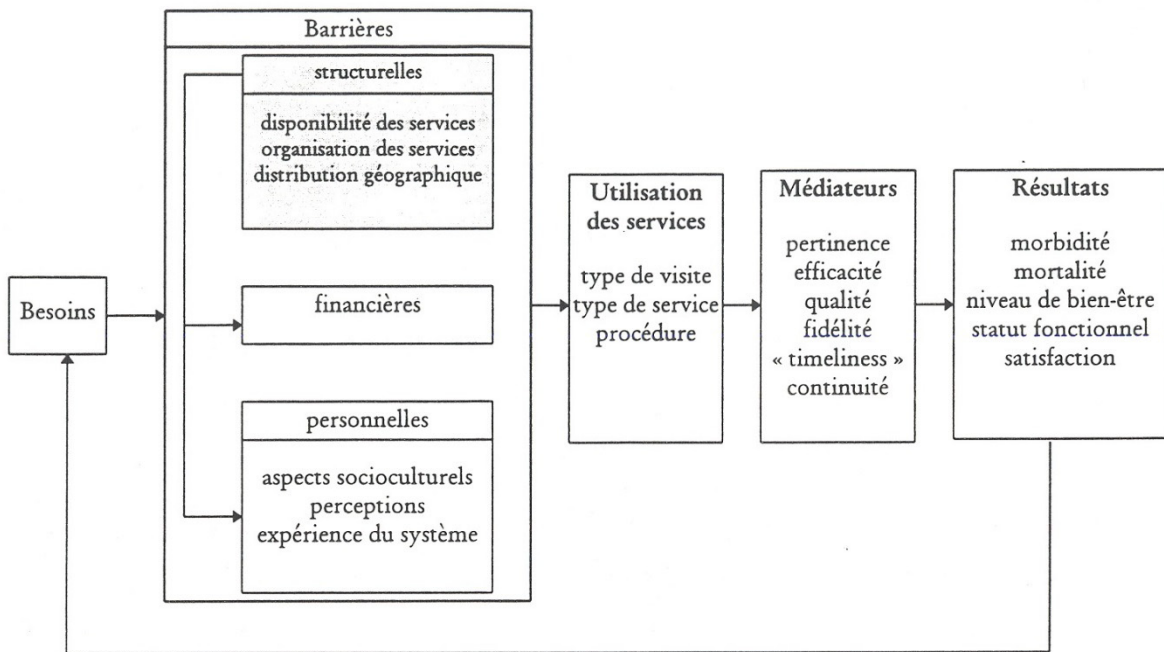 Barrières
structurelles
disponibilité des services
organisation des services
distribution géographique
financières
personnelles
aspects socioculturels
perceptions
expérience du système
Besoins
Utilisation
des services
type de visite
type de service
procédure
Médiateurs
pertinence
efficacité
qualité
fidélité
« timeliness »
continuité
Résultats
morbidité
mortalité
niveau de bien-être
statut fonctionnel
satisfaction